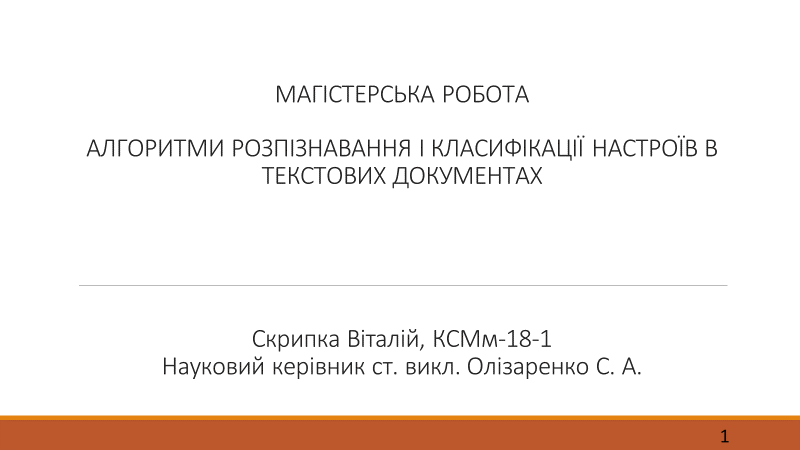 МАГІСТЕРСЬКА РОБОТА
АЛГОРИТМИ РОЗПІЗНАВАННЯ І КЛАСИФІКАЦІЇ НАСТРОЇВ В
ТЕКСТОВИХ ДОКУМЕНТАХ
Скрипка Віталій, КСМм-18-1
Науковий керівник ст. викл. Олізаренко С. А.
1